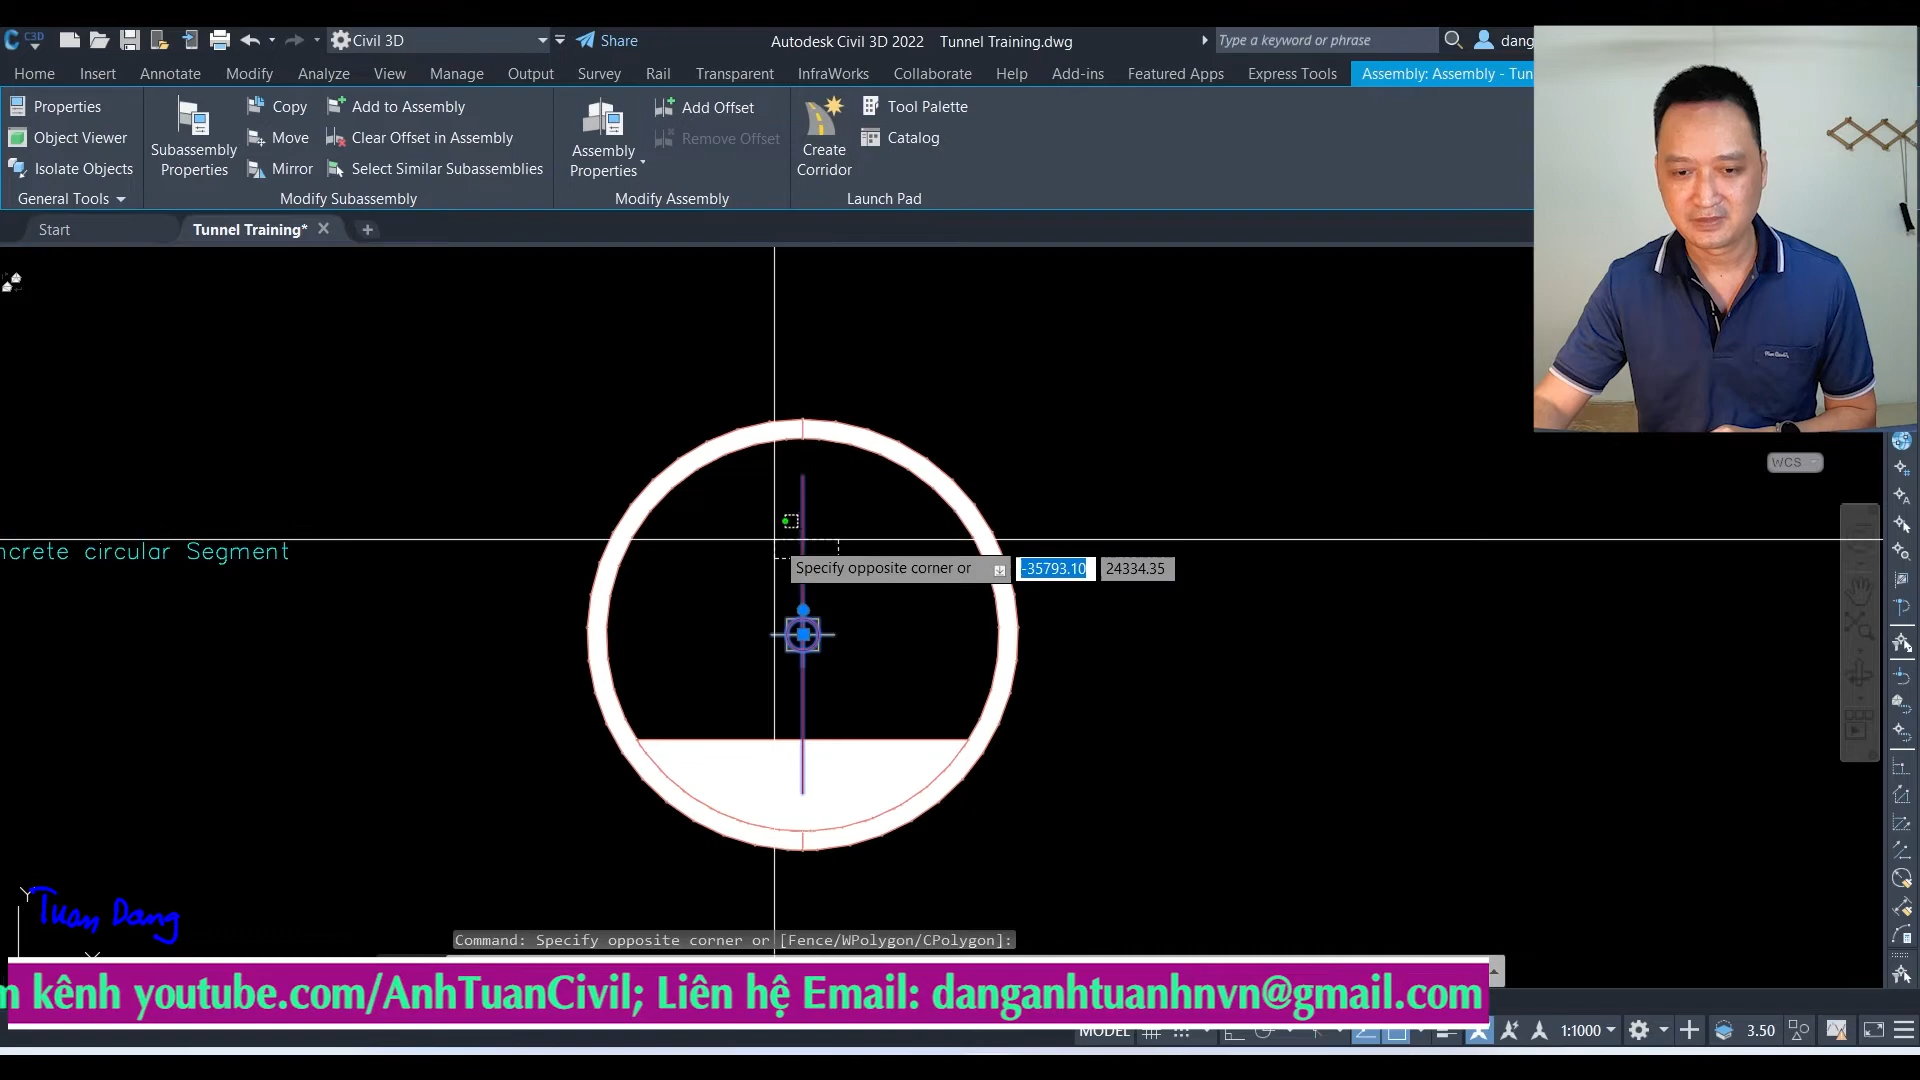 C3D
Civil 3D
Share
Autodesk Civil 3D 2022 Tunnel Training.dwg
Type a keyword or phrase
dang
Home Insert Annotate Modify Analyze View Manage Output Survey Rail Transparent InfraWorks Collaborate Help Add-ins Featured Apps Express Tools Assembly: Assembly - Tun
Properties
Object Viewer
Isolate Objects
General Tools
Subassembly Properties
Copy
Move
Mirror
Add to Assembly
Clear Offset in Assembly
Select Similar Subassemblies
Modify Subassembly
Assembly Properties
Add Offset
Remove Offset
Modify Assembly
Create Corridor
Tool Palette
Catalog
Launch Pad
Start
Tunnel Training*
WCS
ncrete circular Segment
Specify opposite corner or -35793.10 24334.35
Y
Tuan Dang
Command: Specify opposite corner or [Fence/WPolygon/CPolygon]:
m kênh youtube.com/AnhTuanCivil; Liên hệ Email: danganhtuanhnvn@gmail.com
MODEL 1:1000 3.50